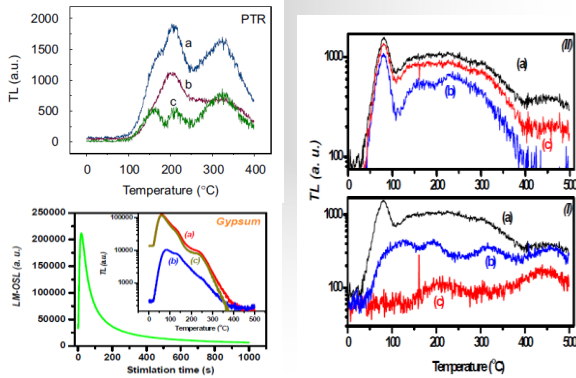 PTR
2000
1500
1000
500
0
TL (a.u.)
a
b
c
0 100 200 300 400
Temperature (°C)
250000
200000
150000
100000
50000
0
LM-OSL (a. u.)
Gypsum
100000
10000
1000
TL (a.u.)
(a)
(b)
(c)
0 100 200 300 400 500
Temperature (°C)
0 200 400 600 800 1000
Stimlation time (s)
(II)
1000
(a)
(b)
(c)
0 100 200 300 400 500
TL (a. u.)
(I)
1000
100
(a)
(b)
(c)
0 100 200 300 400 500
Temperature (°C)